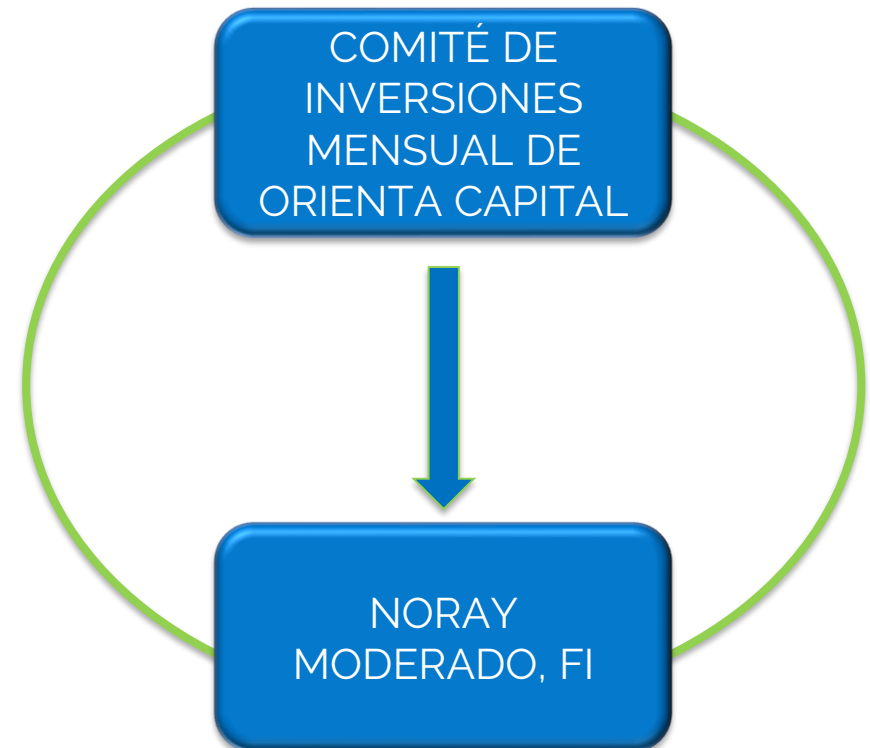 COMITÉ DE
INVERSIONES
MENSUAL DE
ORIENTA CAPITAL
NORAY
MODERADO, FI